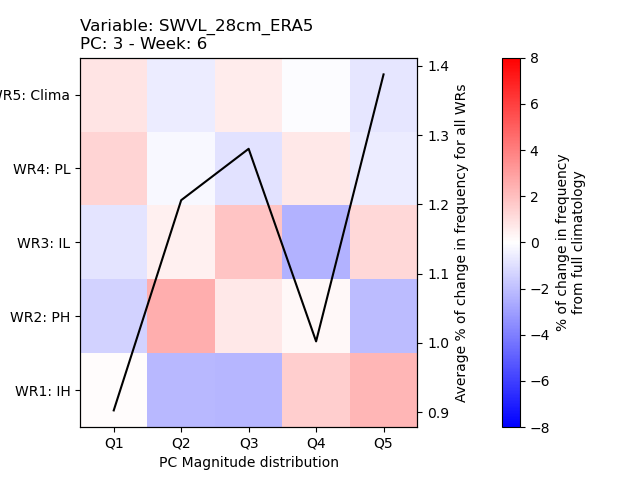 Variable: SWVL_28cm_ERA5
PC: 3 - Week: 6
WR5: Clima
WR4: PL
WR3: IL
WR2: PH
WR1: IH
Q1 Q2 Q3 Q4 Q5
PC Magnitude distribution
1.4
1.3
1.2
1.1
1.0
0.9
Average % of change in frequency for all WRs
8
6
4
2
0
−2
−4
−6
−8
% of change in frequency
from full climatology